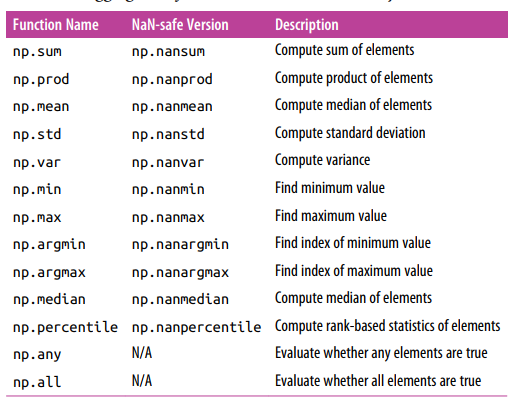 Function Name NaN-safe Version Description
np.sum np.nansum Compute sum of elements
np.prod np.nanprod Compute product of elements
np.mean np.nanmean Compute median of elements
np.std np.nanstd Compute standard deviation
np.var np.nanvar Compute variance
np.min np.nanmin Find minimum value
np.max np.nanmax Find maximum value
np.argmin np.nanargmin Find index of minimum value
np.argmax np.nanargmax Find index of maximum value
np.median np.nanmedian Compute median of elements
np.percentile np.nanpercentile Compute rank-based statistics of elements
np.any N/A Evaluate whether any elements are true
np.all N/A Evaluate whether all elements are true